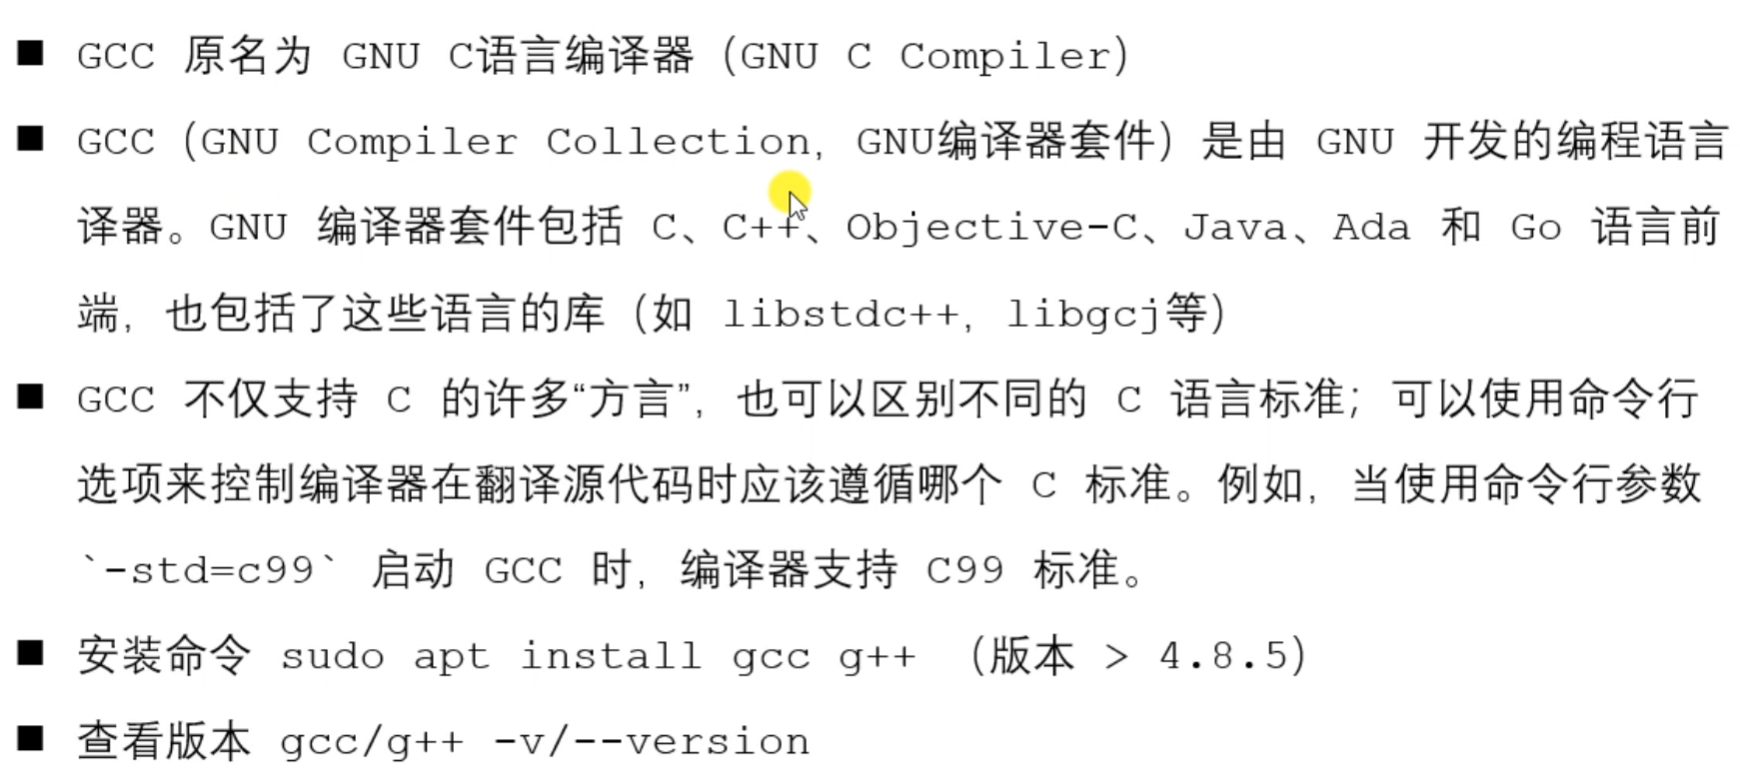 ■ GCC 原名为 GNU C语言编译器（GNU C Compiler）
■ GCC（GNU Compiler Collection，GNU编译器套件）是由 GNU 开发的编程语言
译器。GNU 编译器套件包括 C、C++、Objective-C、Java、Ada 和 Go 语言前
端，也包括了这些语言的库（如 libstdc++，libgcj等）
■ GCC 不仅支持 C 的许多“方言”，也可以区别不同的 C 语言标准；可以使用命令行
选项来控制编译器在翻译源代码时应该遵循哪个 C 标准。例如，当使用命令行参数
`-std=c99` 启动 GCC 时，编译器支持 C99 标准。
■ 安装命令 sudo apt install gcc g++ （版本 > 4.8.5）
■ 查看版本 gcc/g++ -v/--version